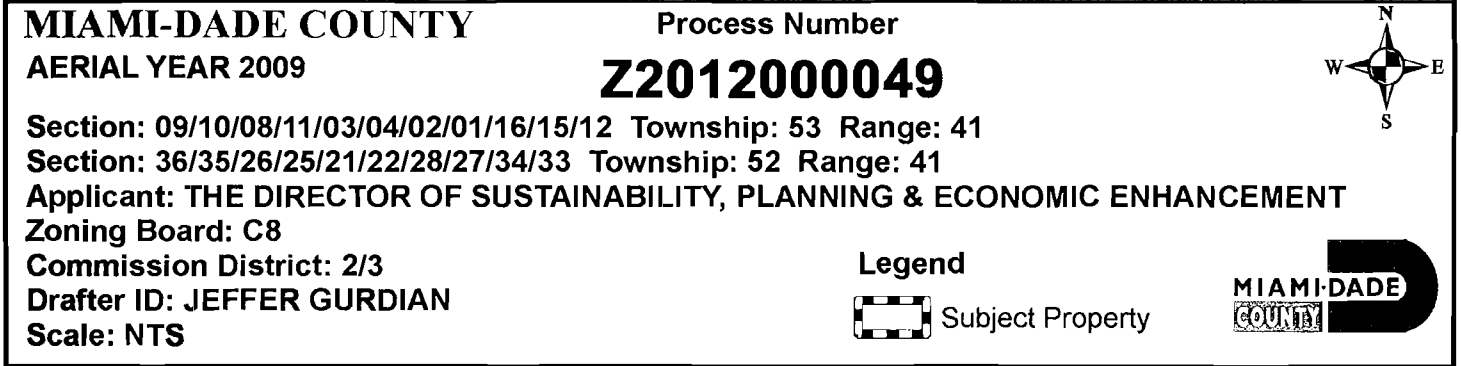 MIAMI-DADE COUNTY
AERIAL YEAR 2009
Process Number
Z2012000049
N
W E
S
Section: 09/10/08/11/03/04/02/01/16/15/12 Township: 53 Range: 41
Section: 36/35/26/25/21/22/28/27/34/33 Township: 52 Range: 41
Applicant: THE DIRECTOR OF SUSTAINABILITY, PLANNING & ECONOMIC ENHANCEMENT
Zoning Board: C8
Commission District: 2/3
Drafter ID: JEFFER GURDIAN
Scale: NTS
Legend
Subject Property
MIAMI-DADE
COUNTY